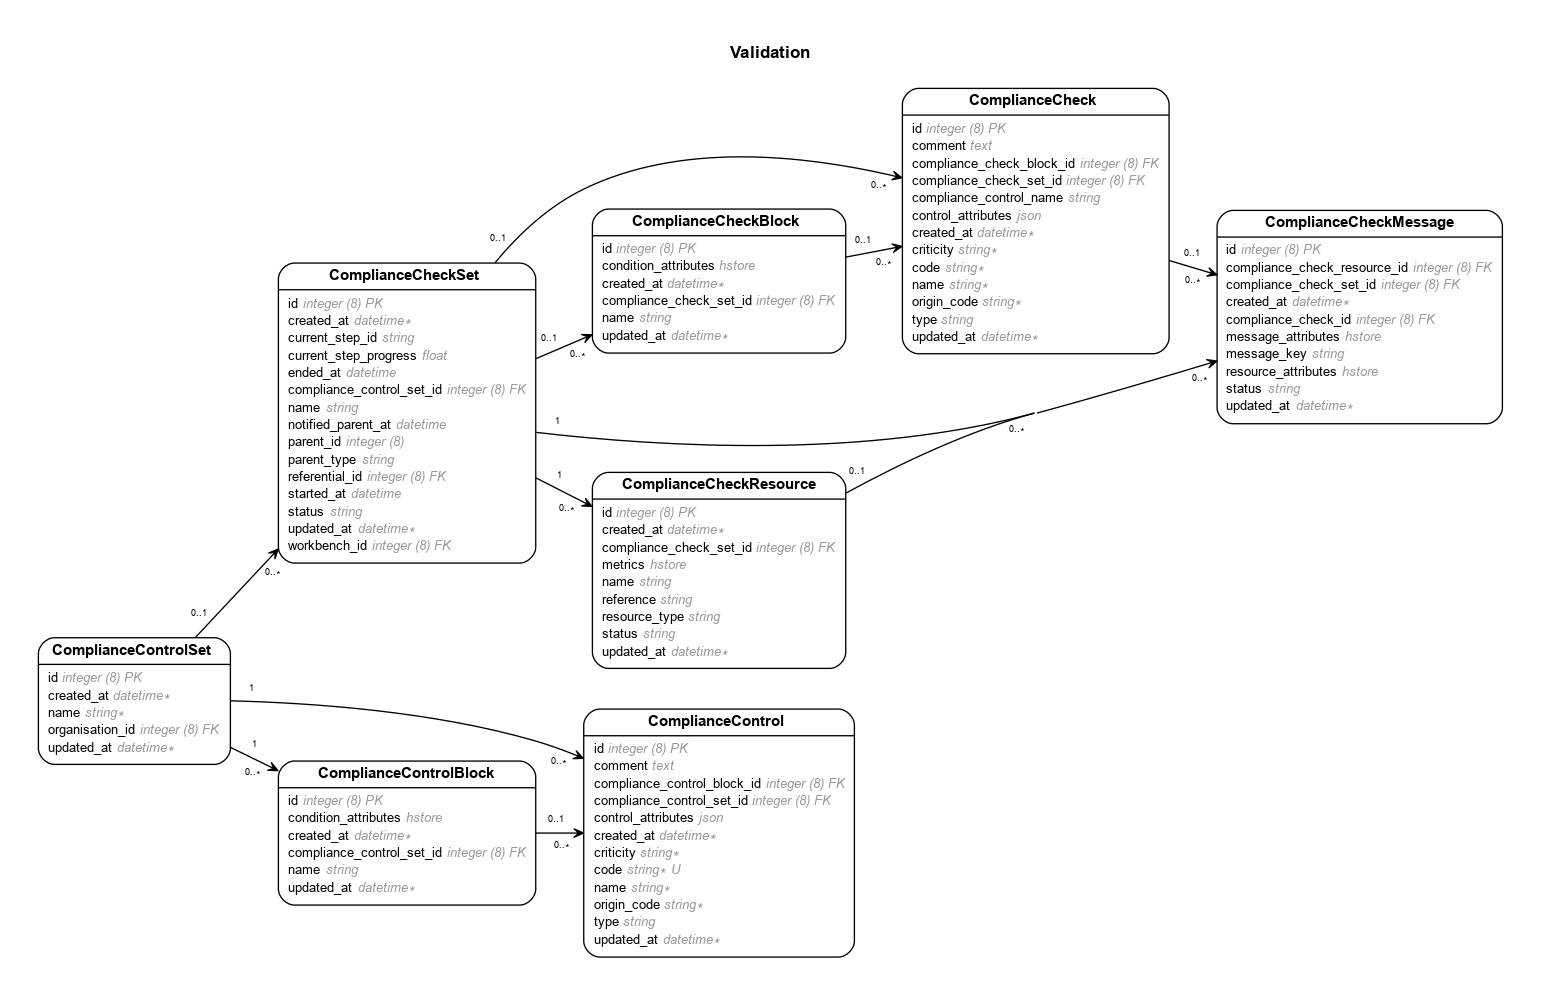 Validation
ComplianceCheck
id integer (8) PK
comment text
compliance_check_block_id integer (8) FK
compliance_check_set_id integer (8) FK
compliance_control_name string
control_attributes json
created_at datetime∗
criticity string∗
code string∗
name string∗
origin_code string∗
type string
updated_at datetime∗
ComplianceCheckBlock
id integer (8) PK
condition_attributes hstore
created_at datetime∗
compliance_check_set_id integer (8) FK
name string
updated_at datetime∗
ComplianceCheckMessage
id integer (8) PK
compliance_check_resource_id integer (8) FK
compliance_check_set_id integer (8) FK
created_at datetime∗
compliance_check_id integer (8) FK
message_attributes hstore
message_key string
resource_attributes hstore
status string
updated_at datetime∗
ComplianceCheckSet
id integer (8) PK
created_at datetime∗
current_step_id string
current_step_progress float
ended_at datetime
compliance_control_set_id integer (8) FK
name string
notified_parent_at datetime
parent_id integer (8)
parent_type string
referential_id integer (8) FK
started_at datetime
status string
updated_at datetime∗
workbench_id integer (8) FK
ComplianceCheckResource
id integer (8) PK
created_at datetime∗
compliance_check_set_id integer (8) FK
metrics hstore
name string
reference string
resource_type string
status string
updated_at datetime∗
ComplianceControlSet
id integer (8) PK
created_at datetime∗
name string∗
organisation_id integer (8) FK
updated_at datetime∗
ComplianceControlBlock
id integer (8) PK
condition_attributes hstore
created_at datetime∗
compliance_control_set_id integer (8) FK
name string
updated_at datetime∗
ComplianceControl
id integer (8) PK
comment text
compliance_control_block_id integer (8) FK
compliance_control_set_id integer (8) FK
control_attributes json
created_at datetime∗
criticity string∗
code string∗ U
name string∗
origin_code string∗
type string
updated_at datetime∗
0..1
0..∗
0..1
0..∗
0..1
0..∗
0..1
0..∗
1
0..∗
0..∗
1
0..∗
0..1
0..1
0..∗
1
0..∗
1
0..∗
0..1
0..∗